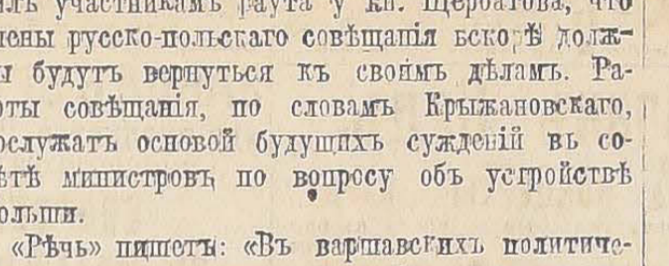 илъ участникамъ раута у кн. Щербатова, что
лены русско-польскаго совѣщанія вскорѣ долж-
ы будутъ вернуться къ своимъ дѣламъ. Ра-
оты совѣщанія, по словамъ Крыжановскаго,
ослужатъ основой будущихъ сужденій въ со-
ѣтѣ министровъ по вопросу объ устройствѣ
ольши.
«Рѣчь» пишетъ: «Въ варшавскихъ политиче-